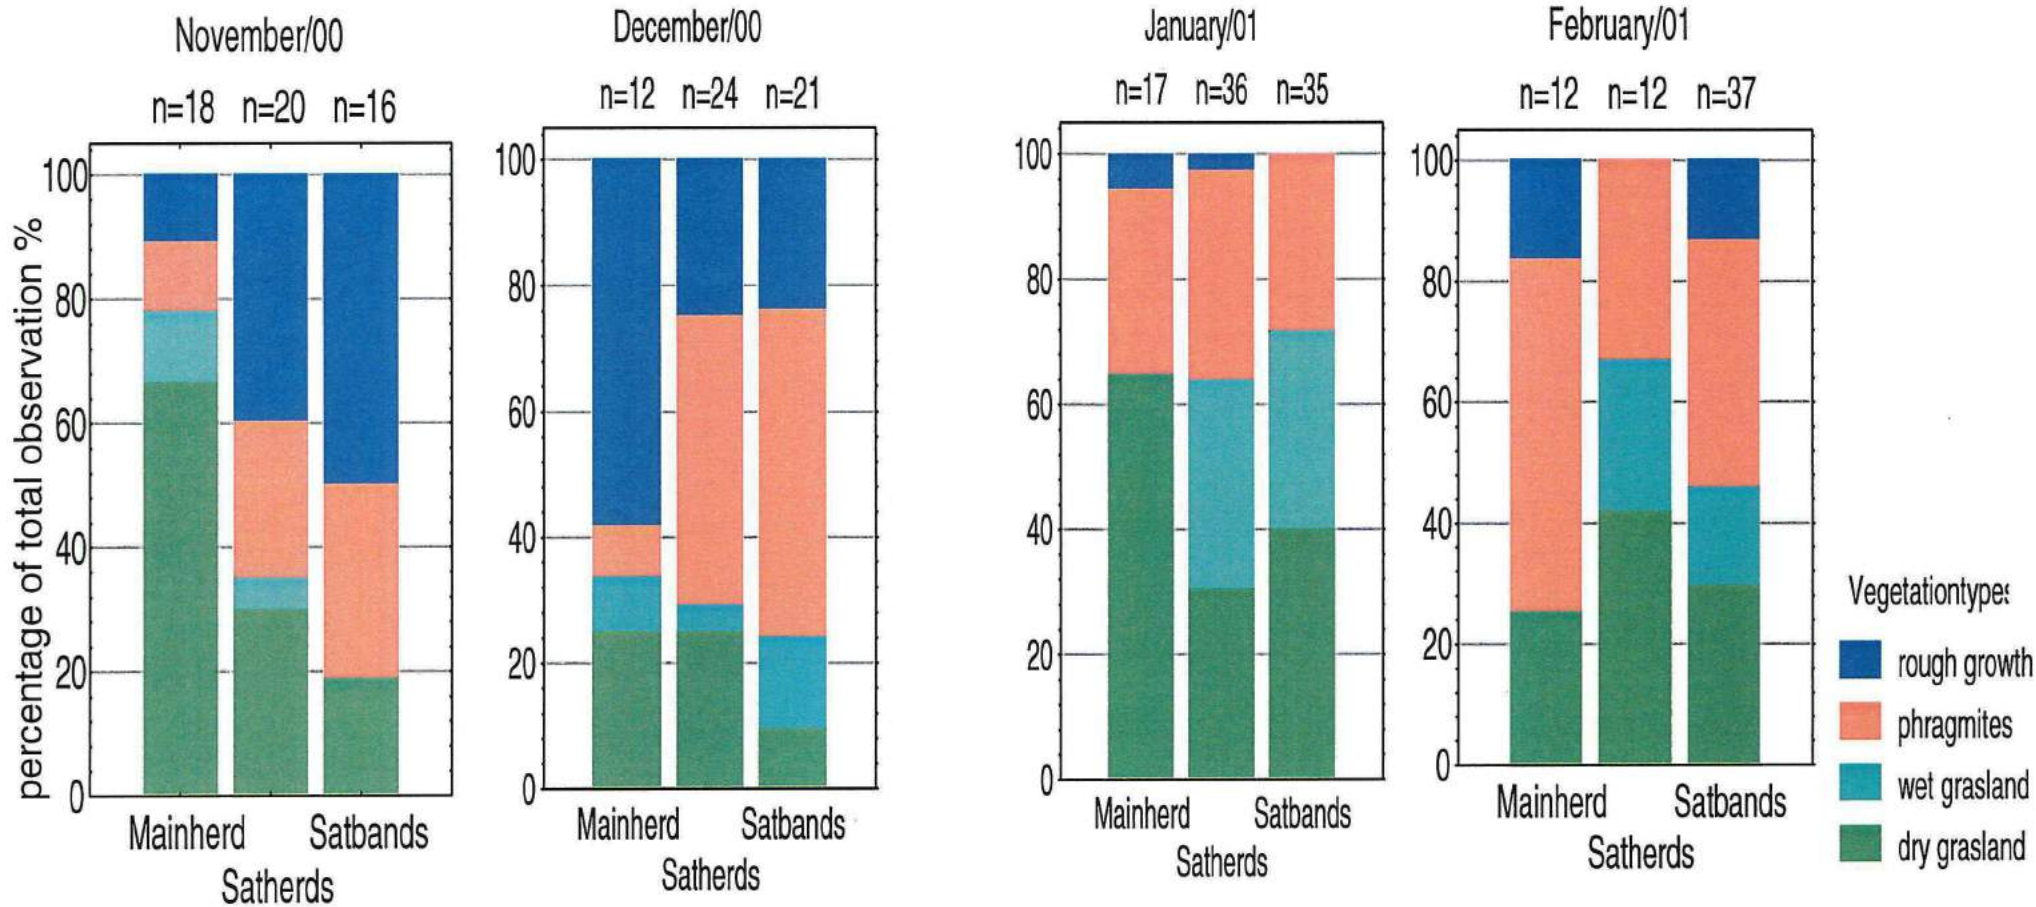 November/00
n=18 n=20 n=16
percentage of total observation %
100
80
60
40
20
0
Mainherd Satbands
Satherds
December/00
n=12 n=24 n=21
100
80
60
40
20
0
Mainherd Satbands
Satherds
January/01
n=17 n=36 n=35
100
80
60
40
20
0
Mainherd Satbands
Satherds
February/01
n=12 n=12 n=37
100
80
60
40
20
0
Mainherd Satbands
Satherds
Vegetationtypes
rough growth
phragmites
wet grasland
dry grasland